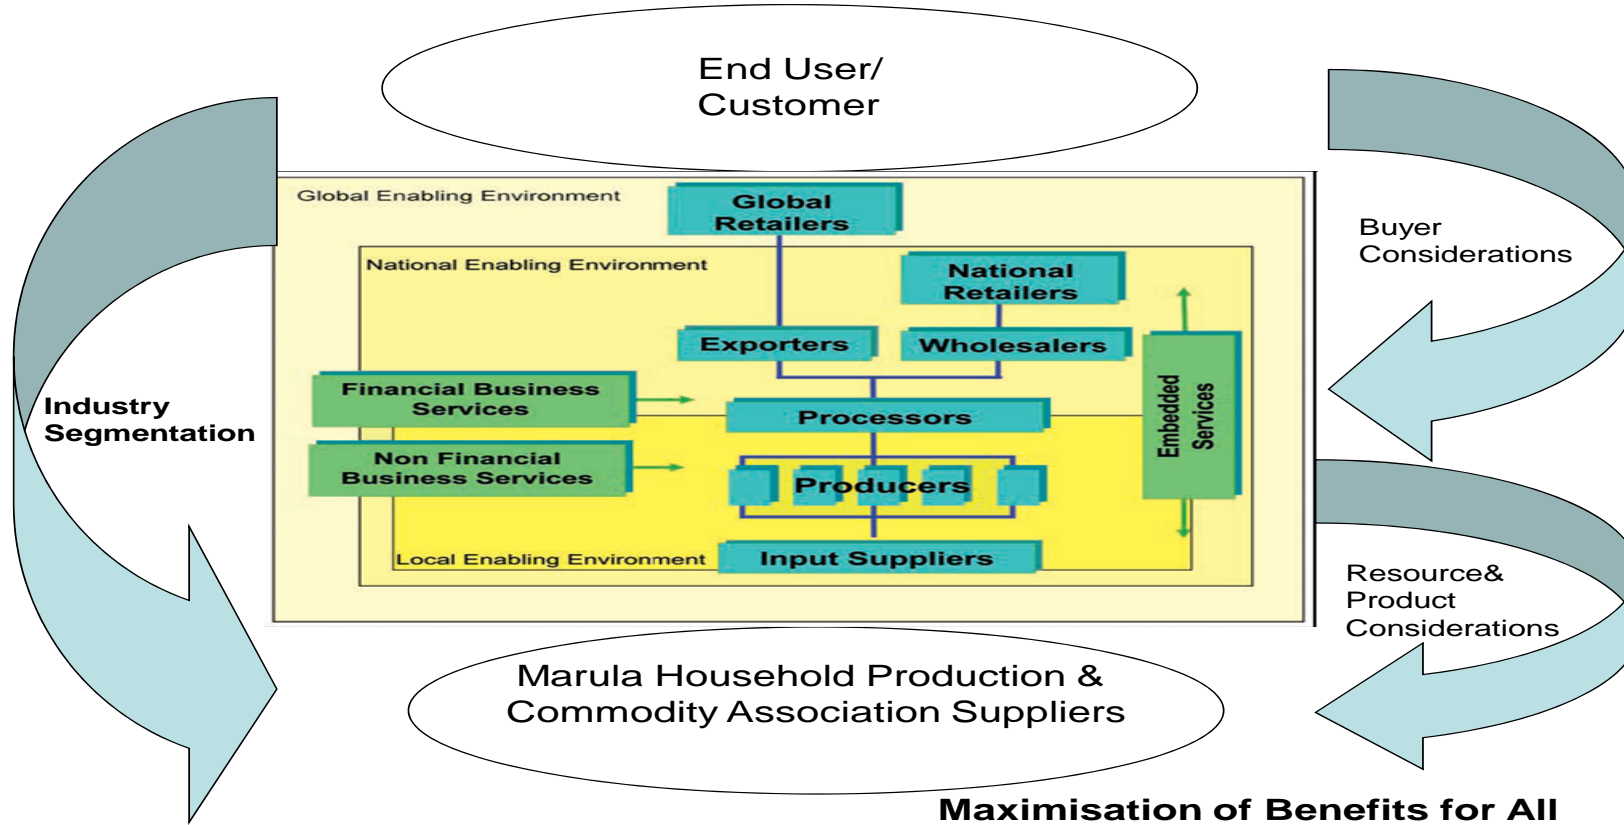 End User/
Customer
Global Enabling Environment
Global
Retailers
Buyer
Considerations
National Enabling Environment
National
Retailers
Exporters
Wholesalers
Financial Business
Services
Industry
Segmentation
Processors
Embedded
Services
Non Financial
Business Services
Producers
Local Enabling Environment
Input Suppliers
Resource&
Product
Considerations
Marula Household Production &
Commodity Association Suppliers
Maximisation of Benefits for All